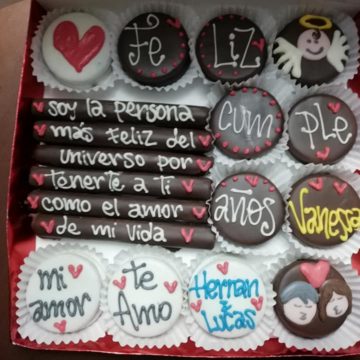 Fe
Liz
soy la persona
más feliz del
universo por
tenerte a ti
como el amor
de mi vida
cum
ple
años
Vanessa
mi
amor
te
Amo
Hernan
&
Lucas